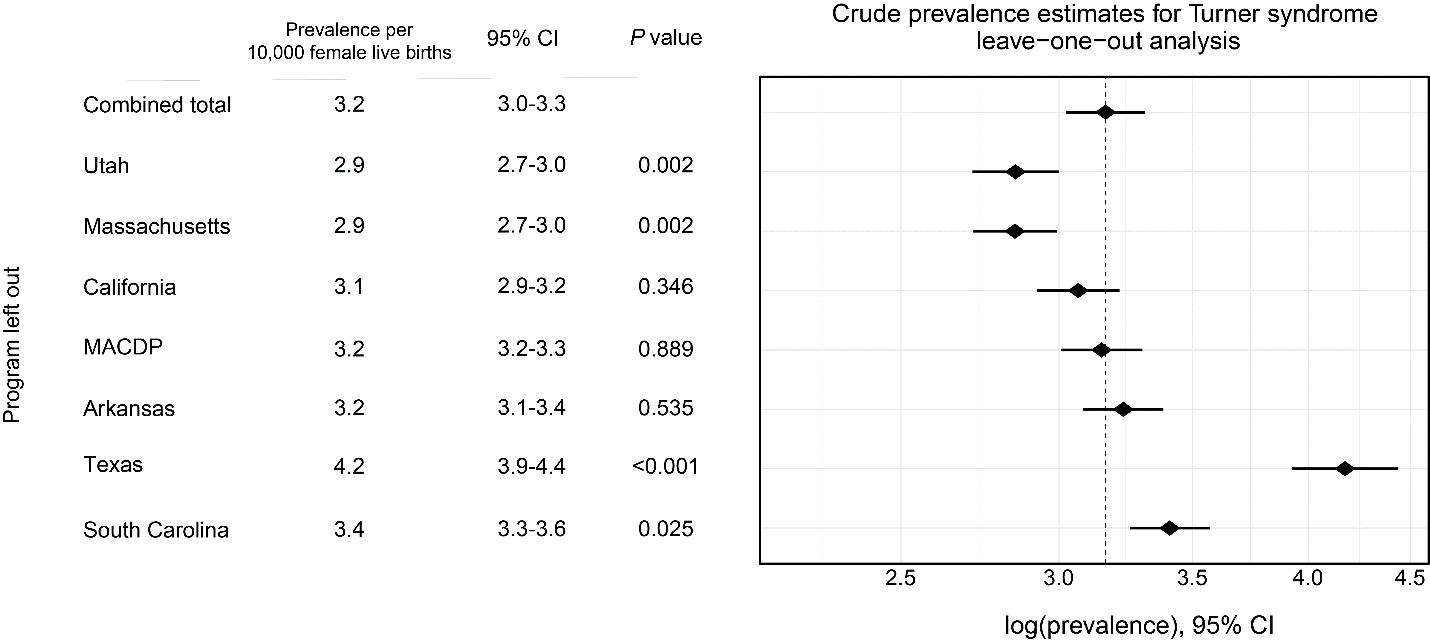 Crude prevalence estimates for Turner syndrome
leave−one−out analysis
Prevalence per
10,000 female live births
95% CI
P value
Program left out
Combined total 3.2 3.0-3.3
Utah 2.9 2.7-3.0 0.002
Massachusetts 2.9 2.7-3.0 0.002
California 3.1 2.9-3.2 0.346
MACDP 3.2 3.2-3.3 0.889
Arkansas 3.2 3.1-3.4 0.535
Texas 4.2 3.9-4.4 <0.001
South Carolina 3.4 3.3-3.6 0.025
2.5 3.0 3.5 4.0 4.5
log(prevalence), 95% CI